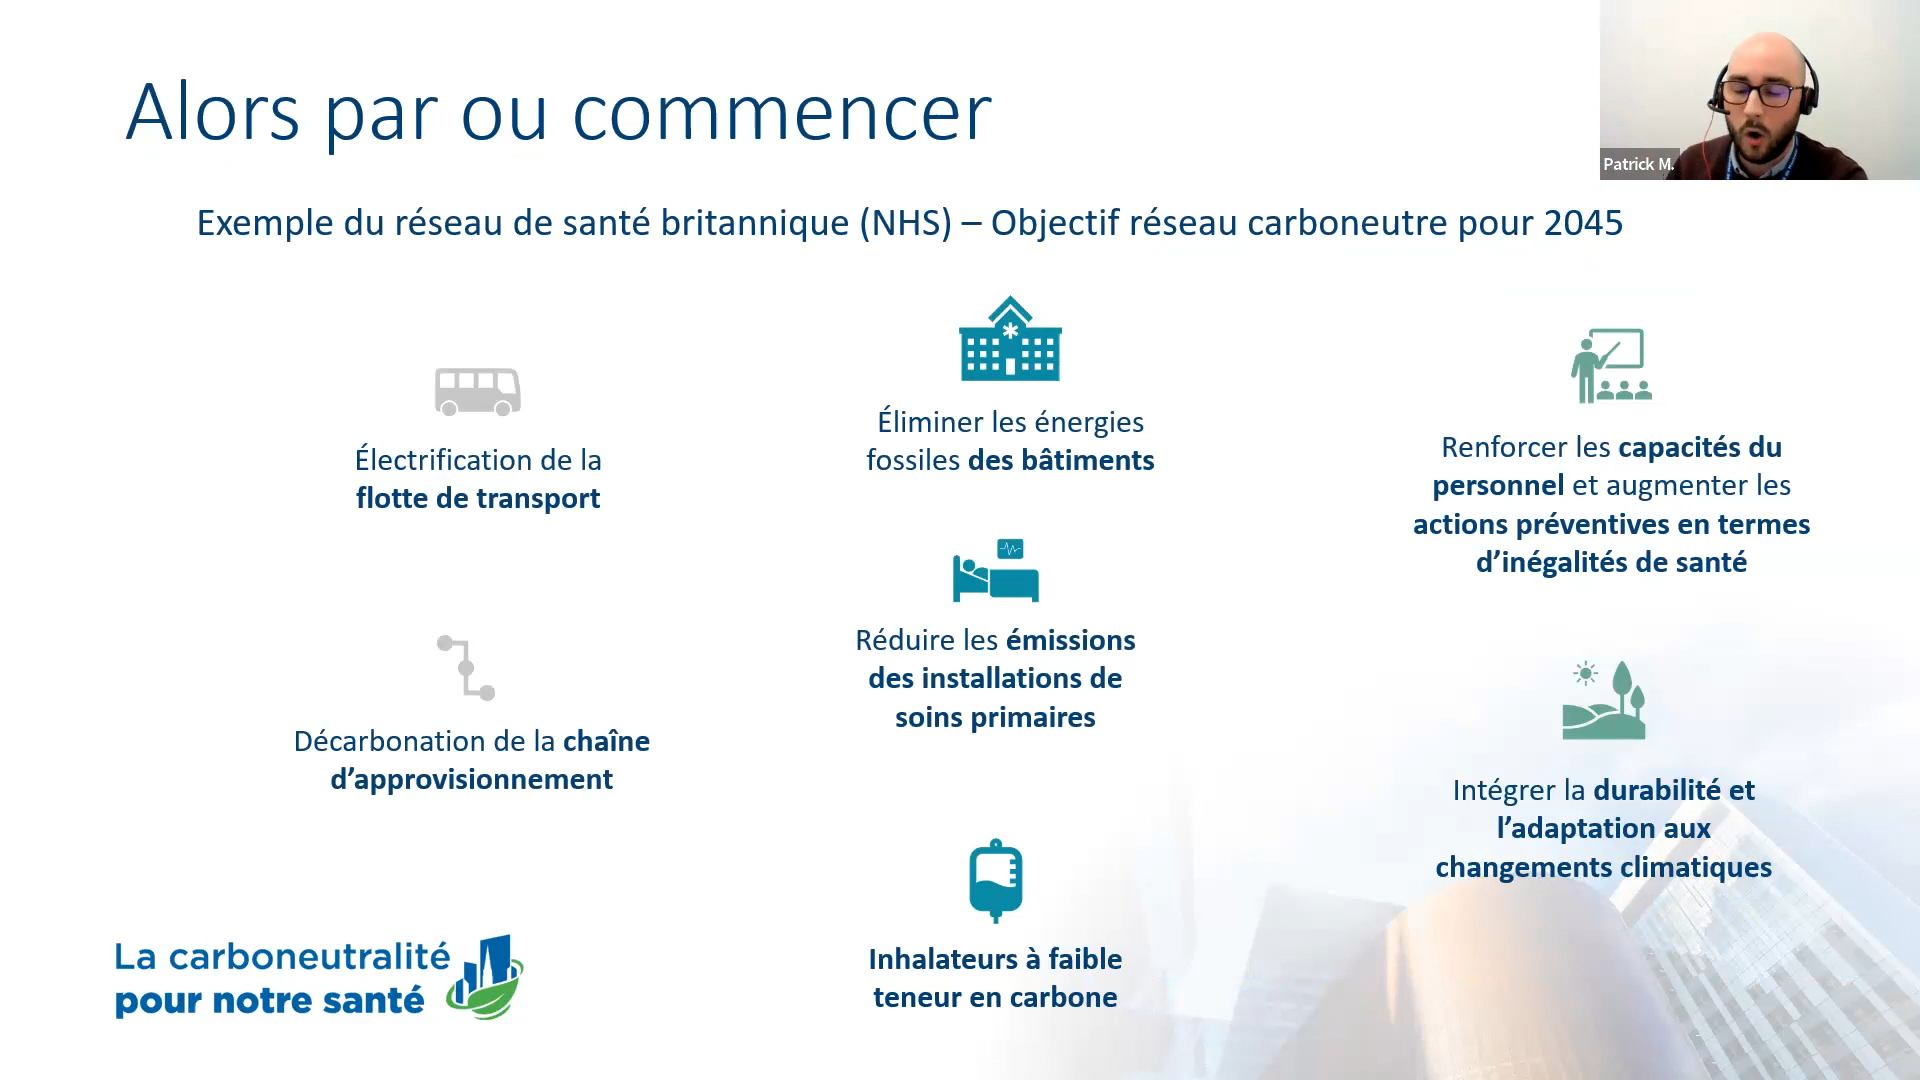 Alors par ou commencer
Patrick M.
Exemple du réseau de santé britannique (NHS) – Objectif réseau carboneutre pour 2045
Électrification de la
flotte de transport
Décarbonation de la chaîne
d’approvisionnement
Éliminer les énergies
fossiles des bâtiments
Réduire les émissions
des installations de
soins primaires
Inhalateurs à faible
teneur en carbone
Renforcer les capacités du
personnel et augmenter les
actions préventives en termes
d’inégalités de santé
Intégrer la durabilité et
l’adaptation aux
changements climatiques
La carboneutralité
pour notre santé